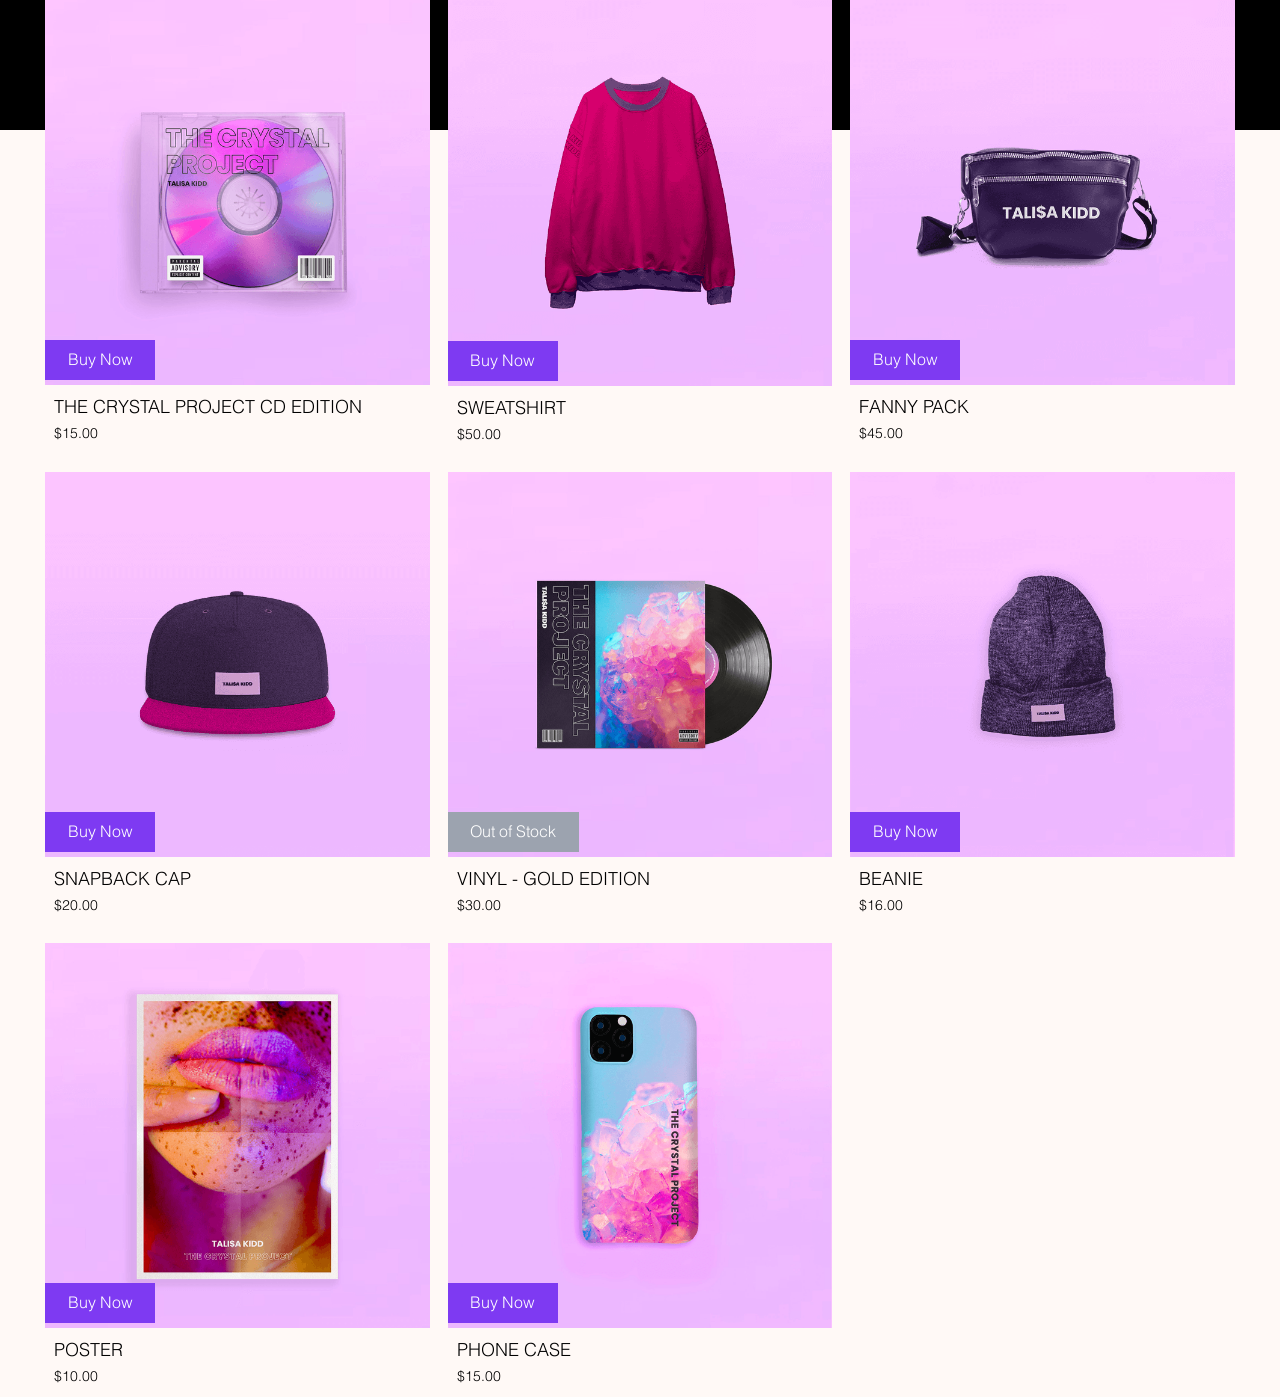 THE CRYSTAL
PROJECT
TALISA KIDD
PARENTAL
ADVISORY
EXPLICIT CONTENT
Buy Now
THE CRYSTAL PROJECT CD EDITION
$15.00
Buy Now
SWEATSHIRT
$50.00
TALI$A KIDD
Buy Now
FANNY PACK
$45.00
TALISA KIDD
Buy Now
SNAPBACK CAP
$20.00
THE CRYSTAL
PROJECT
TALISA KIDD
ADVISORY
Out of Stock
VINYL - GOLD EDITION
$30.00
TALISA KIDD
Buy Now
BEANIE
$16.00
TALISA KIDD
THE CRYSTAL PROJECT
Buy Now
POSTER
$10.00
THE CRYSTAL PROJECT
Buy Now
PHONE CASE
$15.00